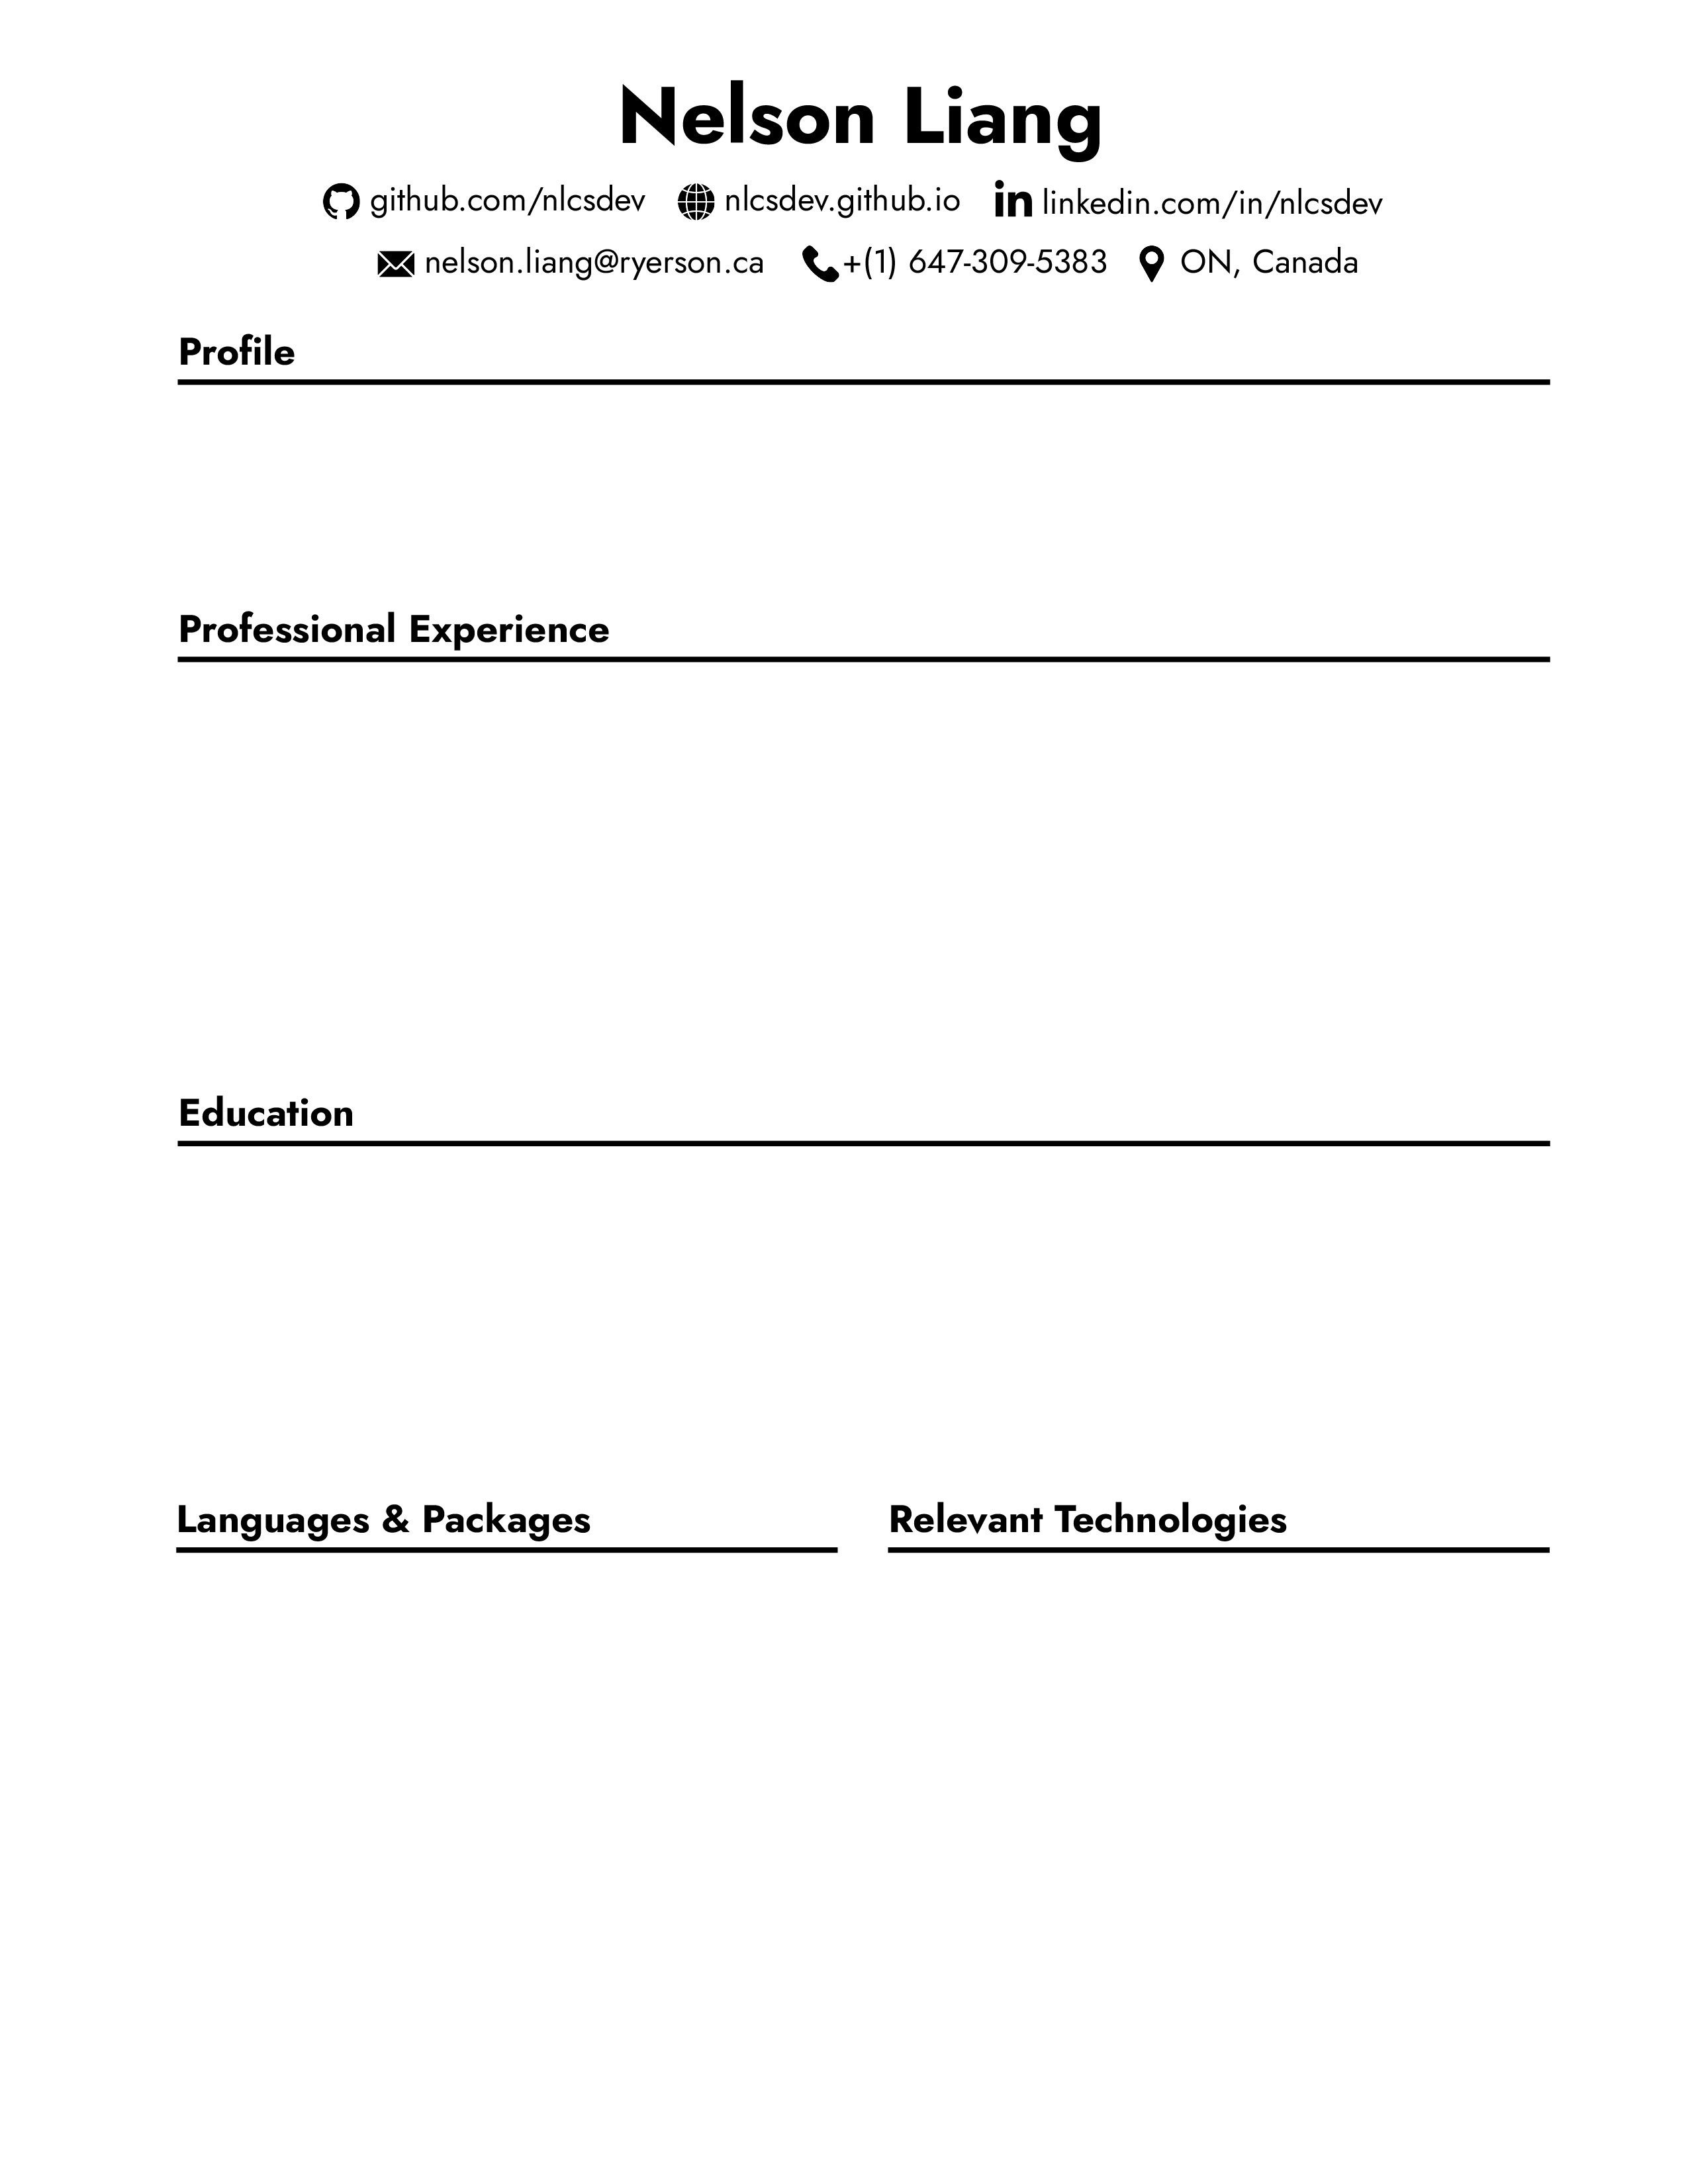 Nelson Liang
github.com/nlcsdev nlcsdev.github.io in linkedin.com/in/nlcsdev
nelson.liang@ryerson.ca +(1) 647-309-5383 ON, Canada
Profile
Professional Experience
Education
Languages & Packages
Relevant Technologies